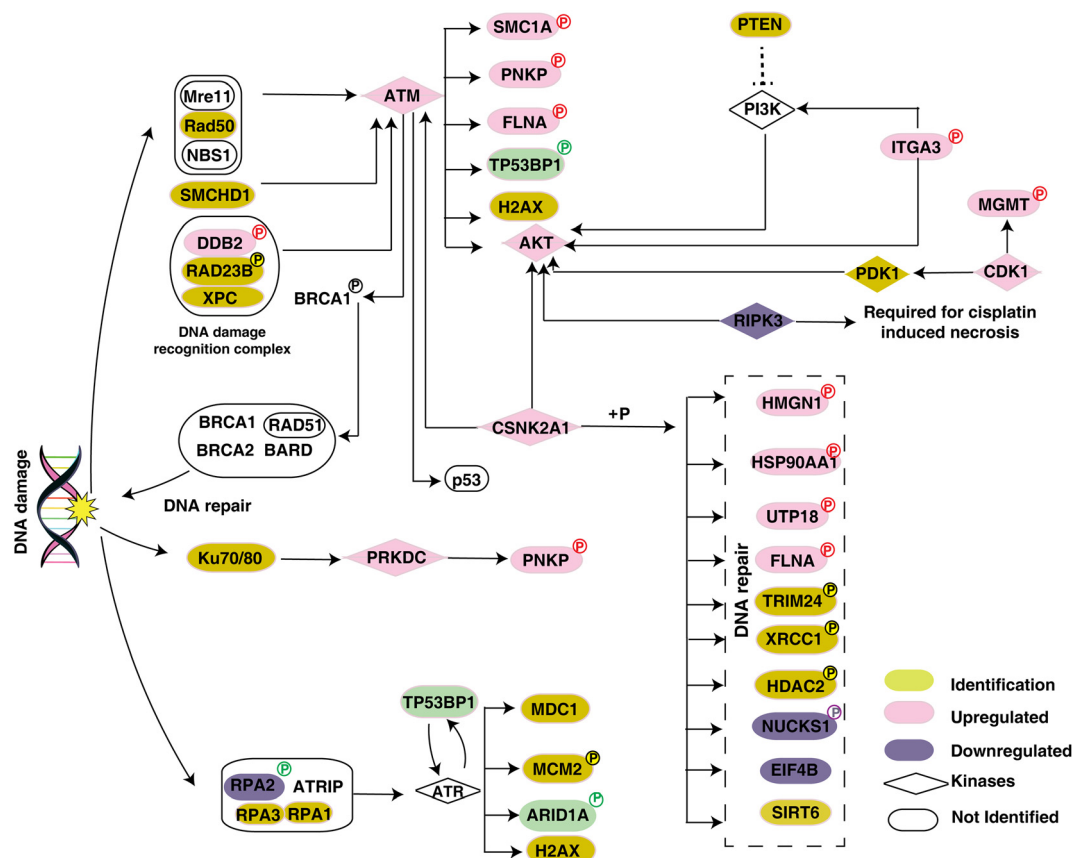 SMC1A P
PTEN
Mre11
ATM
PNKP P
PI3K
Rad50
FLNA P
NBS1
ITGA3 P
TP53BP1 P
SMCHD1
H2AX
MGMT P
DDB2 P
AKT
RAD23B P
PDK1
CDK1
XPC
BRCA1 P
DNA damage
recognition complex
RIPK3
Required for cisplatin
induced necrosis
HMGN1 P
BRCA1 RAD51
CSNK2A1
+P
BRCA2 BARD
HSP90AA1 P
p53
DNA damage
DNA repair
UTP18 P
Ku70/80
PRKDC
PNKP P
FLNA P
DNA repair
TRIM24 P
XRCC1 P
HDAC2 P
Identification
TP53BP1
MDC1
NUCKS1 P
Upregulated
Downregulated
RPA2 P
ATRIP
ATR
MCM2 P
EIF4B
Kinases
RPA3 RPA1
ARID1A P
SIRT6
Not Identified
H2AX